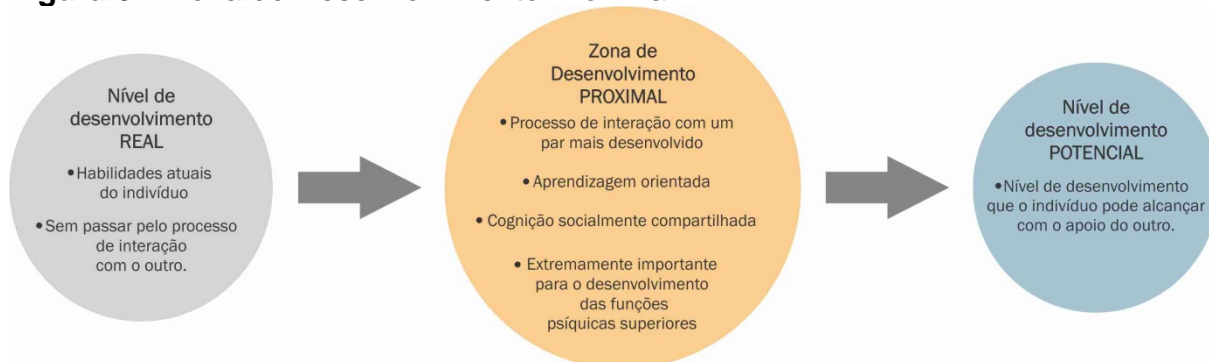 Nível de
desenvolvimento
REAL
•Habilidades atuais
do indivíduo
•Sem passar pelo processo
de interação
com o outro.
Zona de
Desenvolvimento
PROXIMAL
•Processo de interação com um
par mais desenvolvido
•Aprendizagem orientada
•Cognição socialmente compartilhada
•Extremamente importante
para o desenvolvimento
das funções
psíquicas superiores
Nível de
desenvolvimento
POTENCIAL
•Nível de desenvolvimento
que o indivíduo pode alcançar
com o apoio do outro.